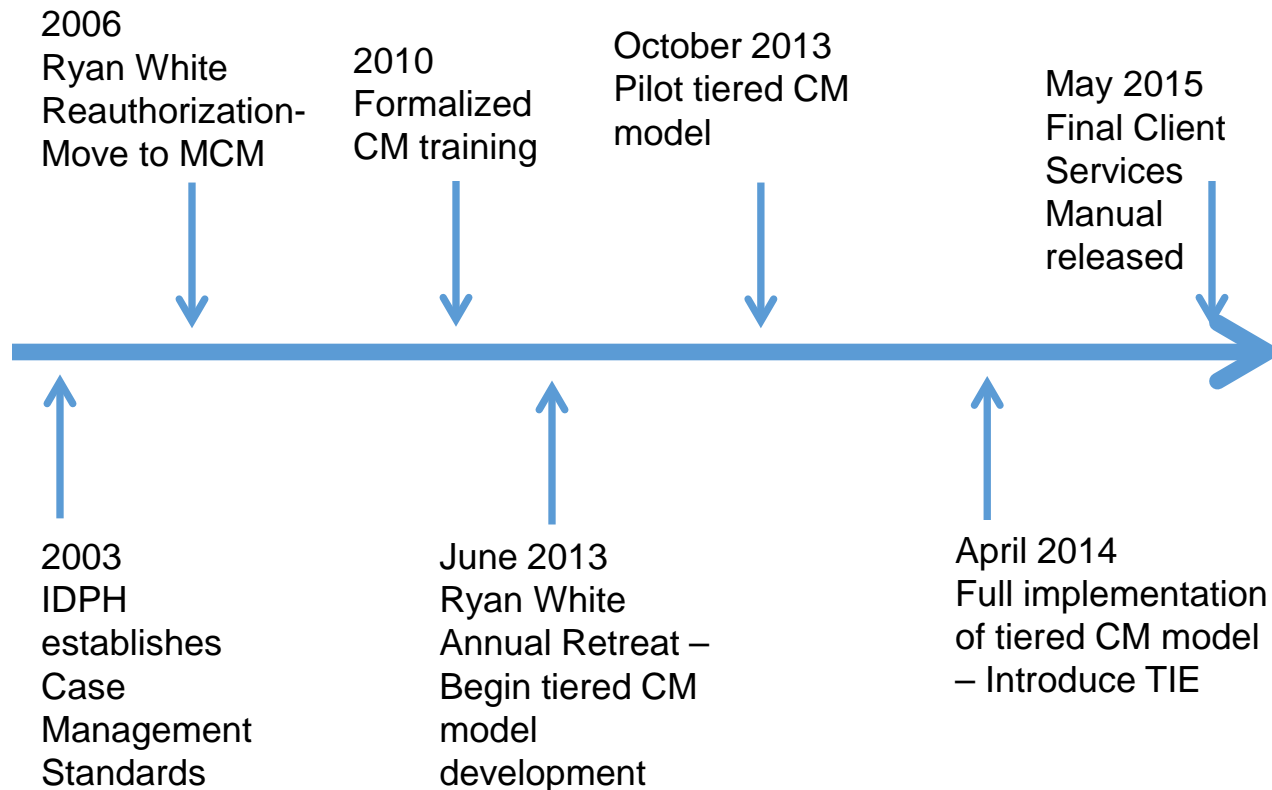 2006
Ryan White
Reauthorization-
Move to MCM
2010
Formalized
CM training
October 2013
Pilot tiered CM
model
May 2015
Final Client
Services
Manual
released
2003
IDPH
establishes
Case
Management
Standards
June 2013
Ryan White
Annual Retreat –
Begin tiered CM
model
development
April 2014
Full implementation
of tiered CM model
– Introduce TIE